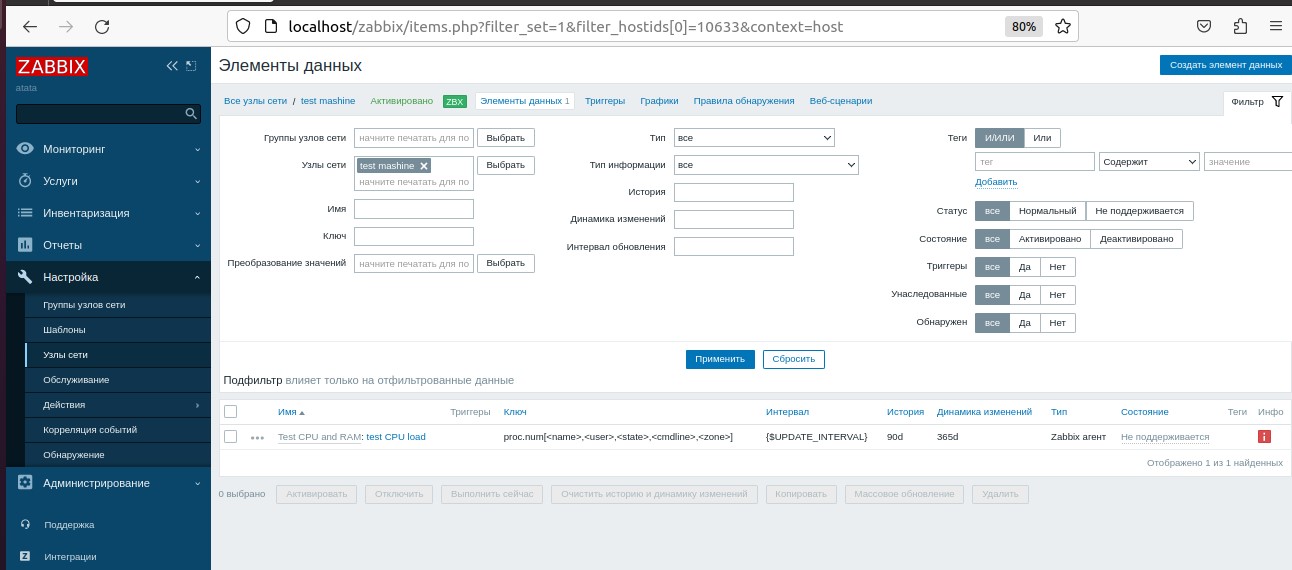 localhost/zabbix/items.php?filter_set=1&filter_hostids[0]=10633&context=host 80%
ZABBIX
atata
Мониторинг
Услуги
Инвентаризация
Отчеты
Настройка
Группы узлов сети
Шаблоны
Узлы сети
Обслуживание
Действия
Корреляция событий
Обнаружение
Администрирование
Поддержка
Z Интеграции
Элементы данных Создать элемент данных
Все узлы сети / test mashine Активировано ZBX Элементы данных 1 Триггеры Графики Правила обнаружения Веб-сценарии Фильтр
Группы узлов сети начните печатать для по Выбрать
Узлы сети test mashine Выбрать
начните печатать для по
Имя
Ключ
Преобразование значений начните печатать для по Выбрать
Тип все
Тип информации все
История
Динамика изменений
Интервал обновления
Теги И/ИЛИ Или
тег Содержит значение
Добавить
Статус все Нормальный Не поддерживается
Состояние все Активировано Деактивировано
Триггеры все Да Нет
Унаследованные все Да Нет
Обнаружен все Да Нет
Применить Сбросить
Подфильтр влияет только на отфильтрованные данные
Имя Триггеры Ключ Интервал История Динамика изменений Тип Состояние Теги Инфо
Test CPU and RAM: test CPU load proc.num[<name>,<user>,<state>,<cmdline>,<zone>] {$UPDATE_INTERVAL} 90d 365d Zabbix агент Не поддерживается i
Отображено 1 из 1 найденных
0 выбрано Активировать Отключить Выполнить сейчас Очистить историю и динамику изменений Копировать Массовое обновление Удалить